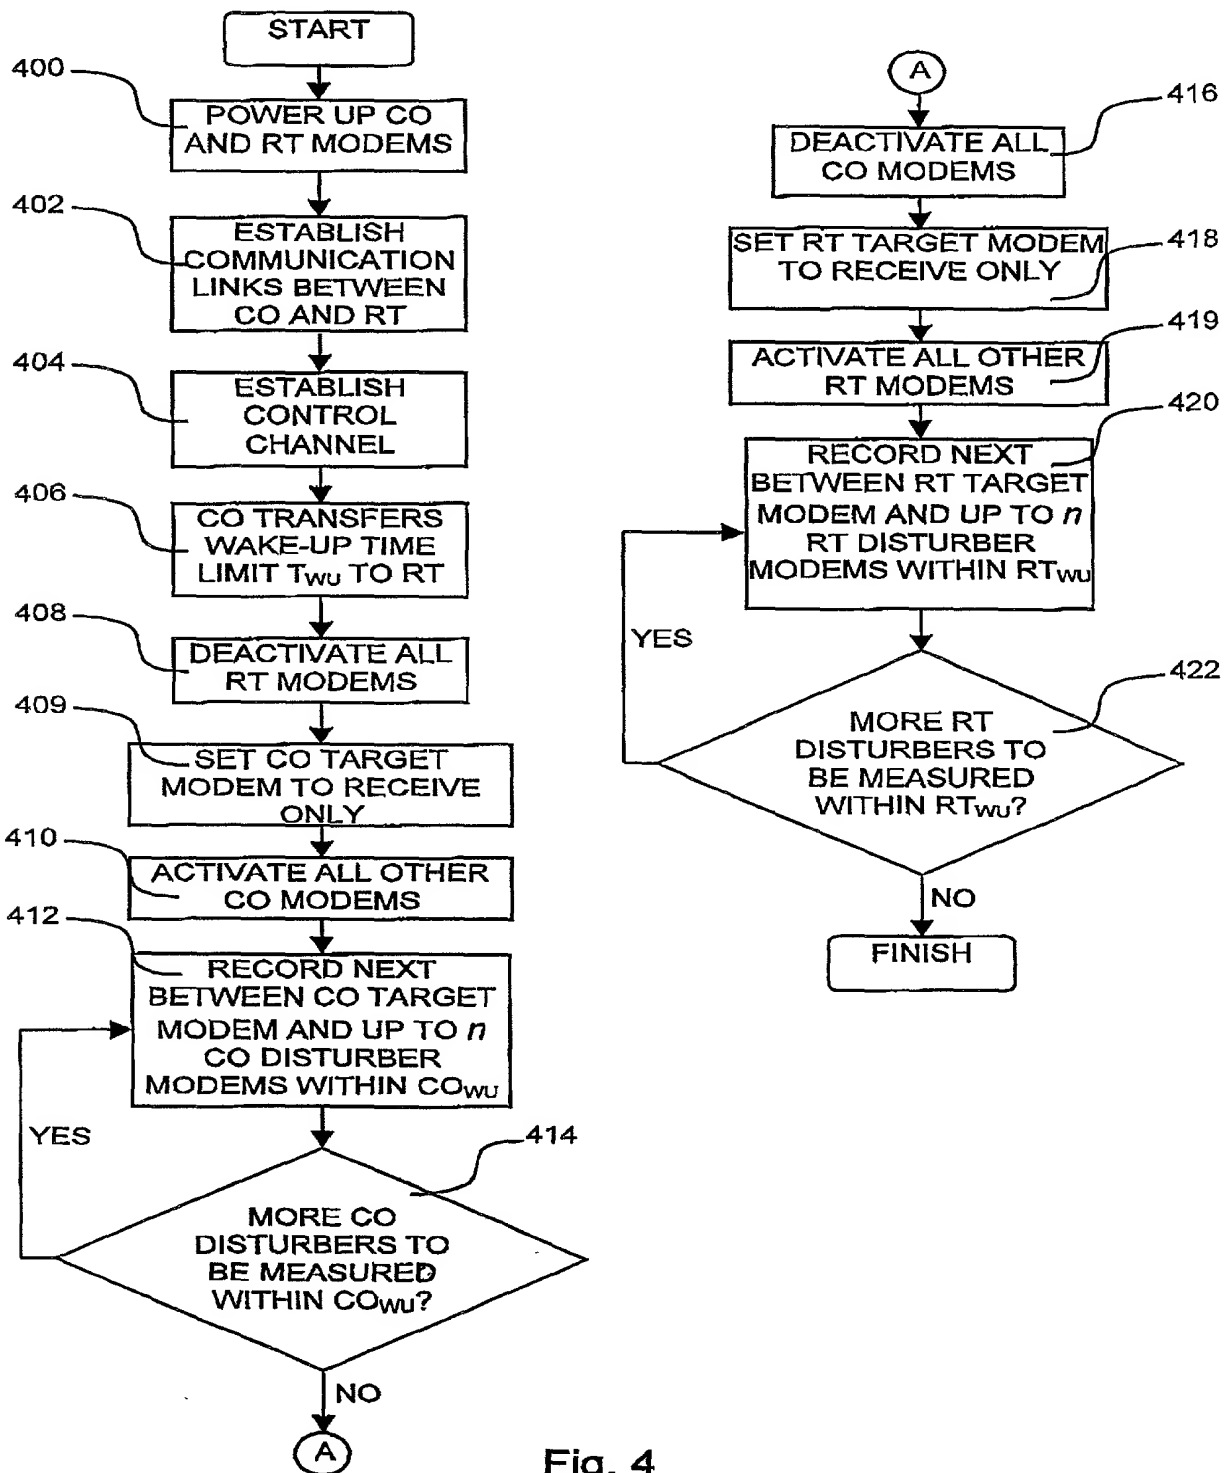 START
400
POWER UP CO
AND RT MODEMS
402
ESTABLISH
COMMUNICATION
LINKS BETWEEN
CO AND RT
404
ESTABLISH
CONTROL
CHANNEL
406
CO TRANSFERS
WAKE-UP TIME
LIMIT TWU TO RT
408
DEACTIVATE ALL
RT MODEMS
409
SET CO TARGET
MODEM TO RECEIVE
ONLY
410
ACTIVATE ALL OTHER
CO MODEMS
412
RECORD NEXT
BETWEEN CO TARGET
MODEM AND UP TO n
CO DISTURBER
MODEMS WITHIN COWU
YES
414
MORE CO
DISTURBERS TO
BE MEASURED
WITHIN COWU?
NO
A
A
416
DEACTIVATE ALL
CO MODEMS
418
SET RT TARGET MODEM
TO RECEIVE ONLY
419
ACTIVATE ALL OTHER
RT MODEMS
420
RECORD NEXT
BETWEEN RT TARGET
MODEM AND UP TO n
RT DISTURBER
MODEMS WITHIN RTWU
YES
422
MORE RT
DISTURBERS TO
BE MEASURED
WITHIN RTWU?
NO
FINISH
Fig. 4